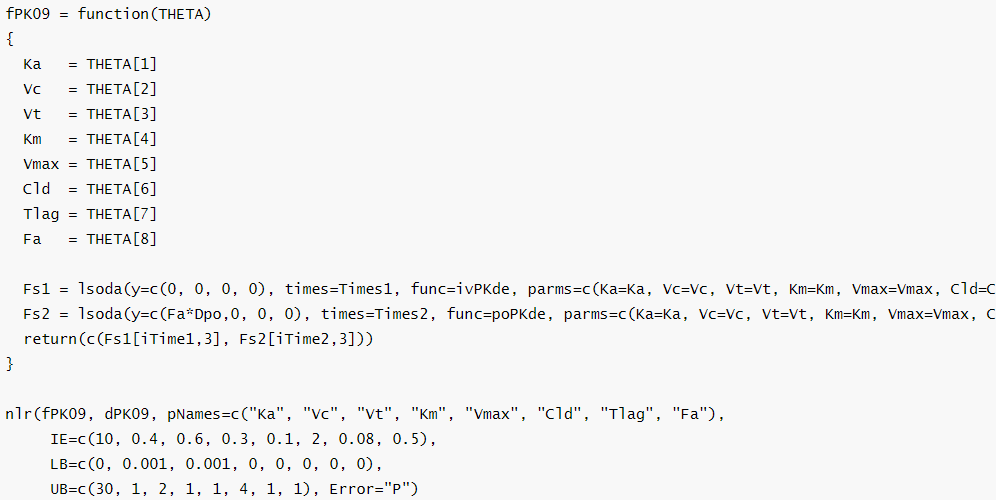 fPK09 = function(THETA)
{
  Ka   = THETA[1]
  Vc   = THETA[2]
  Vt   = THETA[3]
  Km   = THETA[4]
  Vmax = THETA[5]
  Cld  = THETA[6]
  Tlag = THETA[7]
  Fa   = THETA[8]

  Fs1 = lsoda(y=c(0, 0, 0, 0), times=Times1, func=ivPKde, parms=c(Ka=Ka, Vc=Vc, Vt=Vt, Km=Km, Vmax=Vmax, Cld=C
  Fs2 = lsoda(y=c(Fa*Dpo,0, 0, 0), times=Times2, func=poPKde, parms=c(Ka=Ka, Vc=Vc, Vt=Vt, Km=Km, Vmax=Vmax, C
  return(c(Fs1[iTime1,3], Fs2[iTime2,3]))
}

nlr(fPK09, dPK09, pNames=c("Ka", "Vc", "Vt", "Km", "Vmax", "Cld", "Tlag", "Fa"),
     IE=c(10, 0.4, 0.6, 0.3, 0.1, 2, 0.08, 0.5),
     LB=c(0, 0.001, 0.001, 0, 0, 0, 0, 0),
     UB=c(30, 1, 2, 1, 1, 4, 1, 1), Error="P")